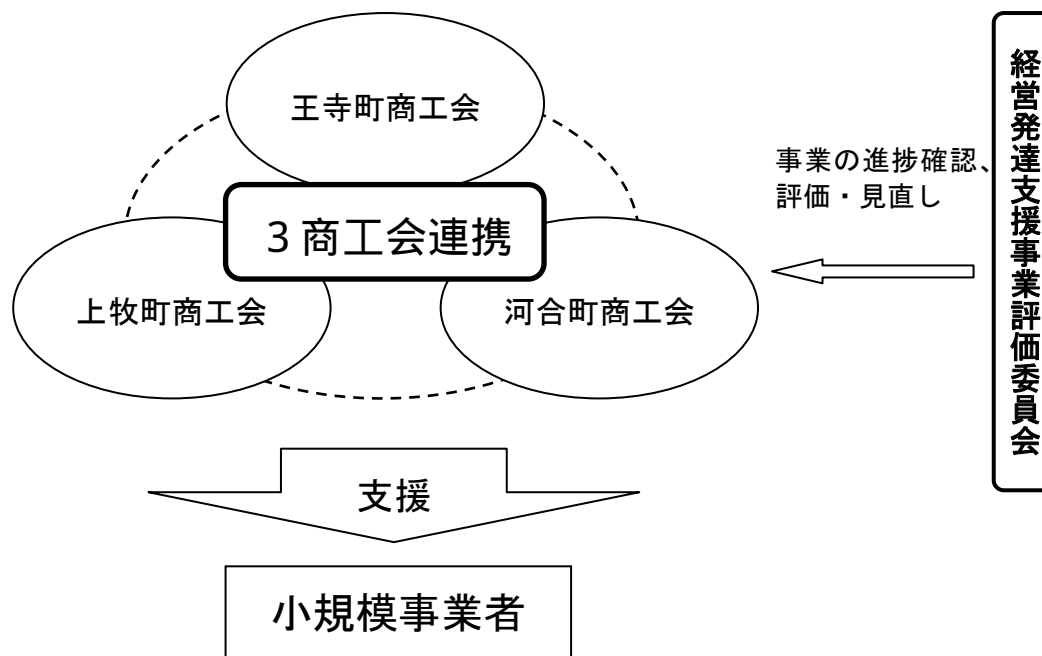 王寺町商工会
３商工会連携
上牧町商工会
河合町商工会
事業の進捗確認、
評価・見直し
経営発達支援事業評価委員会
支援
小規模事業者